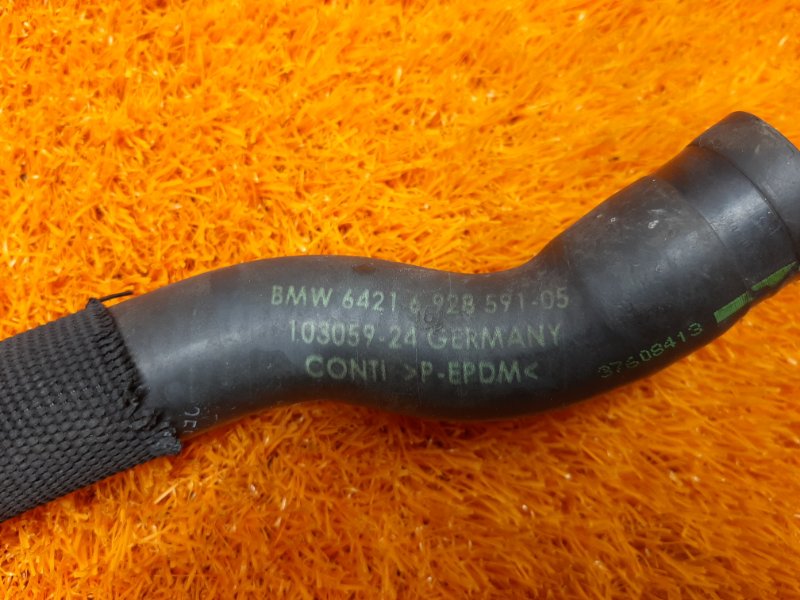 BMW 6421 6 928 591-05
103059-24 GERMANY
CONTI >P-EPDM<
37608413